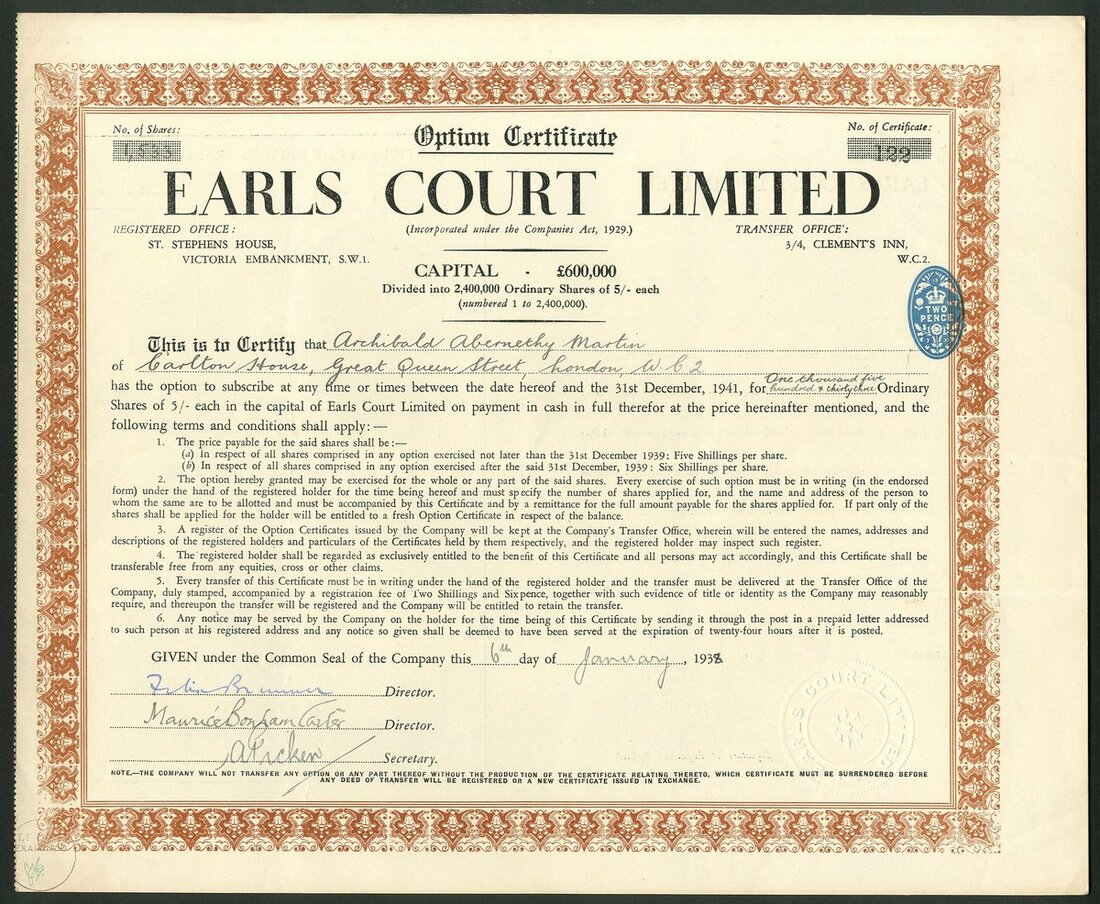 No. of Shares:
Option Certificate
No. of Certificate:
1,533
122
EARLS COURT LIMITED
REGISTERED OFFICE:
(Incorporated under the Companies Act, 1929.)
TRANSFER OFFICE:
ST. STEPHENS HOUSE,
3/4, CLEMENT'S INN,
VICTORIA EMBANKMENT, S.W.1.
W.C.2.
CAPITAL - £600,000
Divided into 2,400,000 Ordinary Shares of 5/- each
(numbered 1 to 2,400,000).
TWO
PENCE
This is to Certify that Archibald Abernethy Martin
of Carlton House, Great Queen Street, London, W.C2
has the option to subscribe at any time or times between the date hereof and the 31st December, 1941, for One thousand five hundred & thirty three Ordinary
Shares of 5/- each in the capital of Earls Court Limited on payment in cash in full therefor at the price hereinafter mentioned, and the
following terms and conditions shall apply:—
1. The price payable for the said shares shall be:—
(a) In respect of all shares comprised in any option exercised not later than the 31st December 1939: Five Shillings per share.
(b) In respect of all shares comprised in any option exercised after the said 31st December, 1939: Six Shillings per share.
2. The option hereby granted may be exercised for the whole or any part of the said shares. Every exercise of such option must be in writing (in the endorsed
form) under the hand of the registered holder for the time being hereof and must specify the number of shares applied for, and the name and address of the person to
whom the same are to be allotted and must be accompanied by this Certificate and by a remittance for the full amount payable for the shares applied for. If part only of the
shares shall be applied for the holder will be entitled to a fresh Option Certificate in respect of the balance.
3. A register of the Option Certificates issued by the Company will be kept at the Company's Transfer Office, wherein will be entered the names, addresses and
descriptions of the registered holders and particulars of the Certificates held by them respectively, and the registered holder may inspect such register.
4. The registered holder shall be regarded as exclusively entitled to the benefit of this Certificate and all persons may act accordingly, and this Certificate shall be
transferable free from any equities, cross or other claims.
5. Every transfer of this Certificate must be in writing under the hand of the registered holder and the transfer must be delivered at the Transfer Office of the
Company, duly stamped, accompanied by a registration fee of Two Shillings and Sixpence, together with such evidence of title or identity as the Company may reasonably
require, and thereupon the transfer will be registered and the Company will be entitled to retain the transfer.
6. Any notice may be served by the Company on the holder for the time being of this Certificate by sending it through the post in a prepaid letter addressed
to such person at his registered address and any notice so given shall be deemed to have been served at the expiration of twenty-four hours after it is posted.
GIVEN under the Common Seal of the Company this 6th day of January, 1938
Felix Brunner Director.
Maurice Bonham Carter Director.
Aitcken Secretary.
EARLS COURT LIMITED
NOTE.—THE COMPANY WILL NOT TRANSFER ANY OPTION OR ANY PART THEREOF WITHOUT THE PRODUCTION OF THE CERTIFICATE RELATING THERETO, WHICH CERTIFICATE MUST BE SURRENDERED BEFORE
ANY DEED OF TRANSFER WILL BE REGISTERED OR A NEW CERTIFICATE ISSUED IN EXCHANGE.